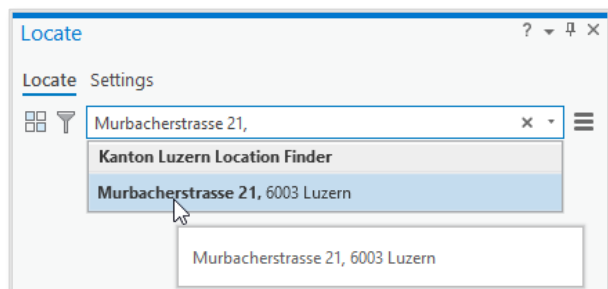 Locate
?
Locate Settings
Murbacherstrasse 21,
Kanton Luzern Location Finder
Murbacherstrasse 21, 6003 Luzern
Murbacherstrasse 21, 6003 Luzern